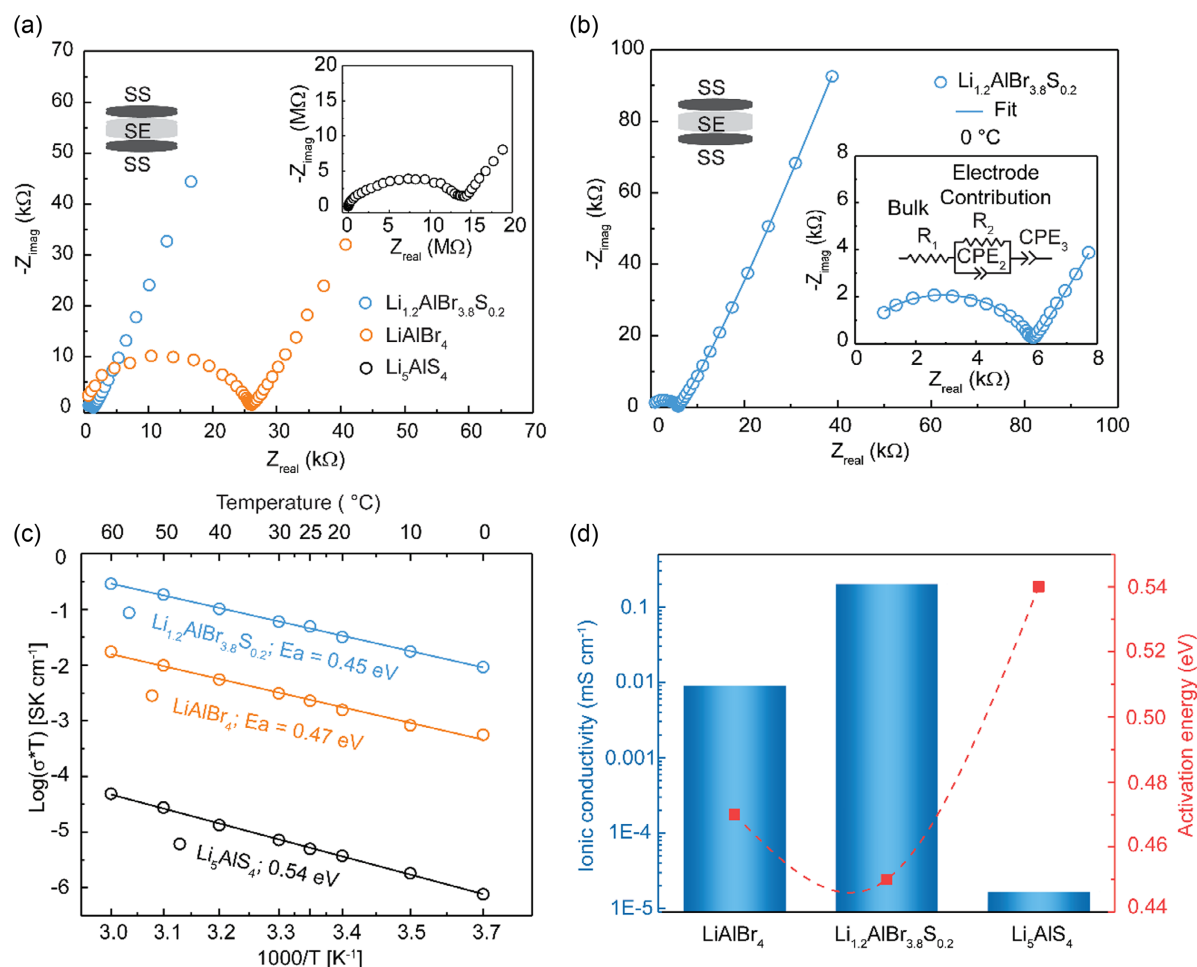 (a)
70
60
50
40
30
20
10
0
-Z_imag (kΩ)
SS
SE
SS
20
15
10
5
0
-Z_imag (MΩ)
0 5 10 15 20
Z_real (MΩ)
Li1.2AlBr3.8S0.2
LiAlBr4
Li5AlS4
0 10 20 30 40 50 60 70
Z_real (kΩ)
(b)
100
80
60
40
20
0
-Z_imag (kΩ)
SS
SE
SS
Li1.2AlBr3.8S0.2
Fit
0 °C
8
6
4
2
0
-Z_imag (kΩ)
Electrode
Contribution
Bulk
R2
R1
CPE3
CPE2
0 2 4 6 8
Z_real (kΩ)
0 20 40 60 80 100
Z_real (kΩ)
(c)
Temperature ( °C)
60 50 40 30 25 20 10 0
0
-1
-2
-3
-4
-5
-6
Log(σ*T) [SK cm-1]
Li1.2AlBr3.8S0.2; Ea = 0.45 eV
LiAlBr4; Ea = 0.47 eV
Li5AlS4; 0.54 eV
3.0 3.1 3.2 3.3 3.4 3.5 3.7
1000/T [K-1]
(d)
0.1
0.01
0.001
1E-4
1E-5
Ionic conductivity (mS cm-1)
0.54
0.52
0.50
0.48
0.46
0.44
Activation energy (eV)
LiAlBr4 Li1.2AlBr3.8S0.2 Li5AlS4